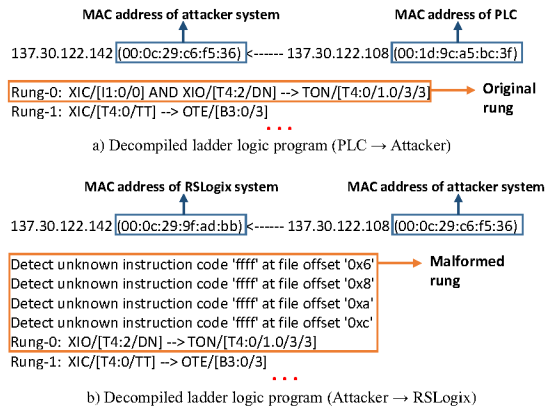 MAC address of attacker system
MAC address of PLC
137.30.122.142 (00:0c:29:c6:f5:36) <------ 137.30.122.108 (00:1d:9c:a5:bc:3f)
Rung-0: XIC/[I1:0/0] AND XIO/[T4:2/DN] --> TON/[T4:0/1.0/3/3]
Original rung
Rung-1: XIC/[T4:0/TT] --> OTE/[B3:0/3]
• • •
a) Decompiled ladder logic program (PLC → Attacker)
MAC address of RSLogix system
MAC address of attacker system
137.30.122.142 (00:0c:29:9f:ad:bb) <------ 137.30.122.108 (00:0c:29:c6:f5:36)
Detect unknown instruction code 'ffff' at file offset '0x6'
Detect unknown instruction code 'ffff' at file offset '0x8'
Detect unknown instruction code 'ffff' at file offset '0xa'
Detect unknown instruction code 'ffff' at file offset '0xc'
Rung-0: XIO/[T4:2/DN] --> TON/[T4:0/1.0/3/3]
Malformed rung
Rung-1: XIC/[T4:0/TT] --> OTE/[B3:0/3]
• • •
b) Decompiled ladder logic program (Attacker → RSLogix)